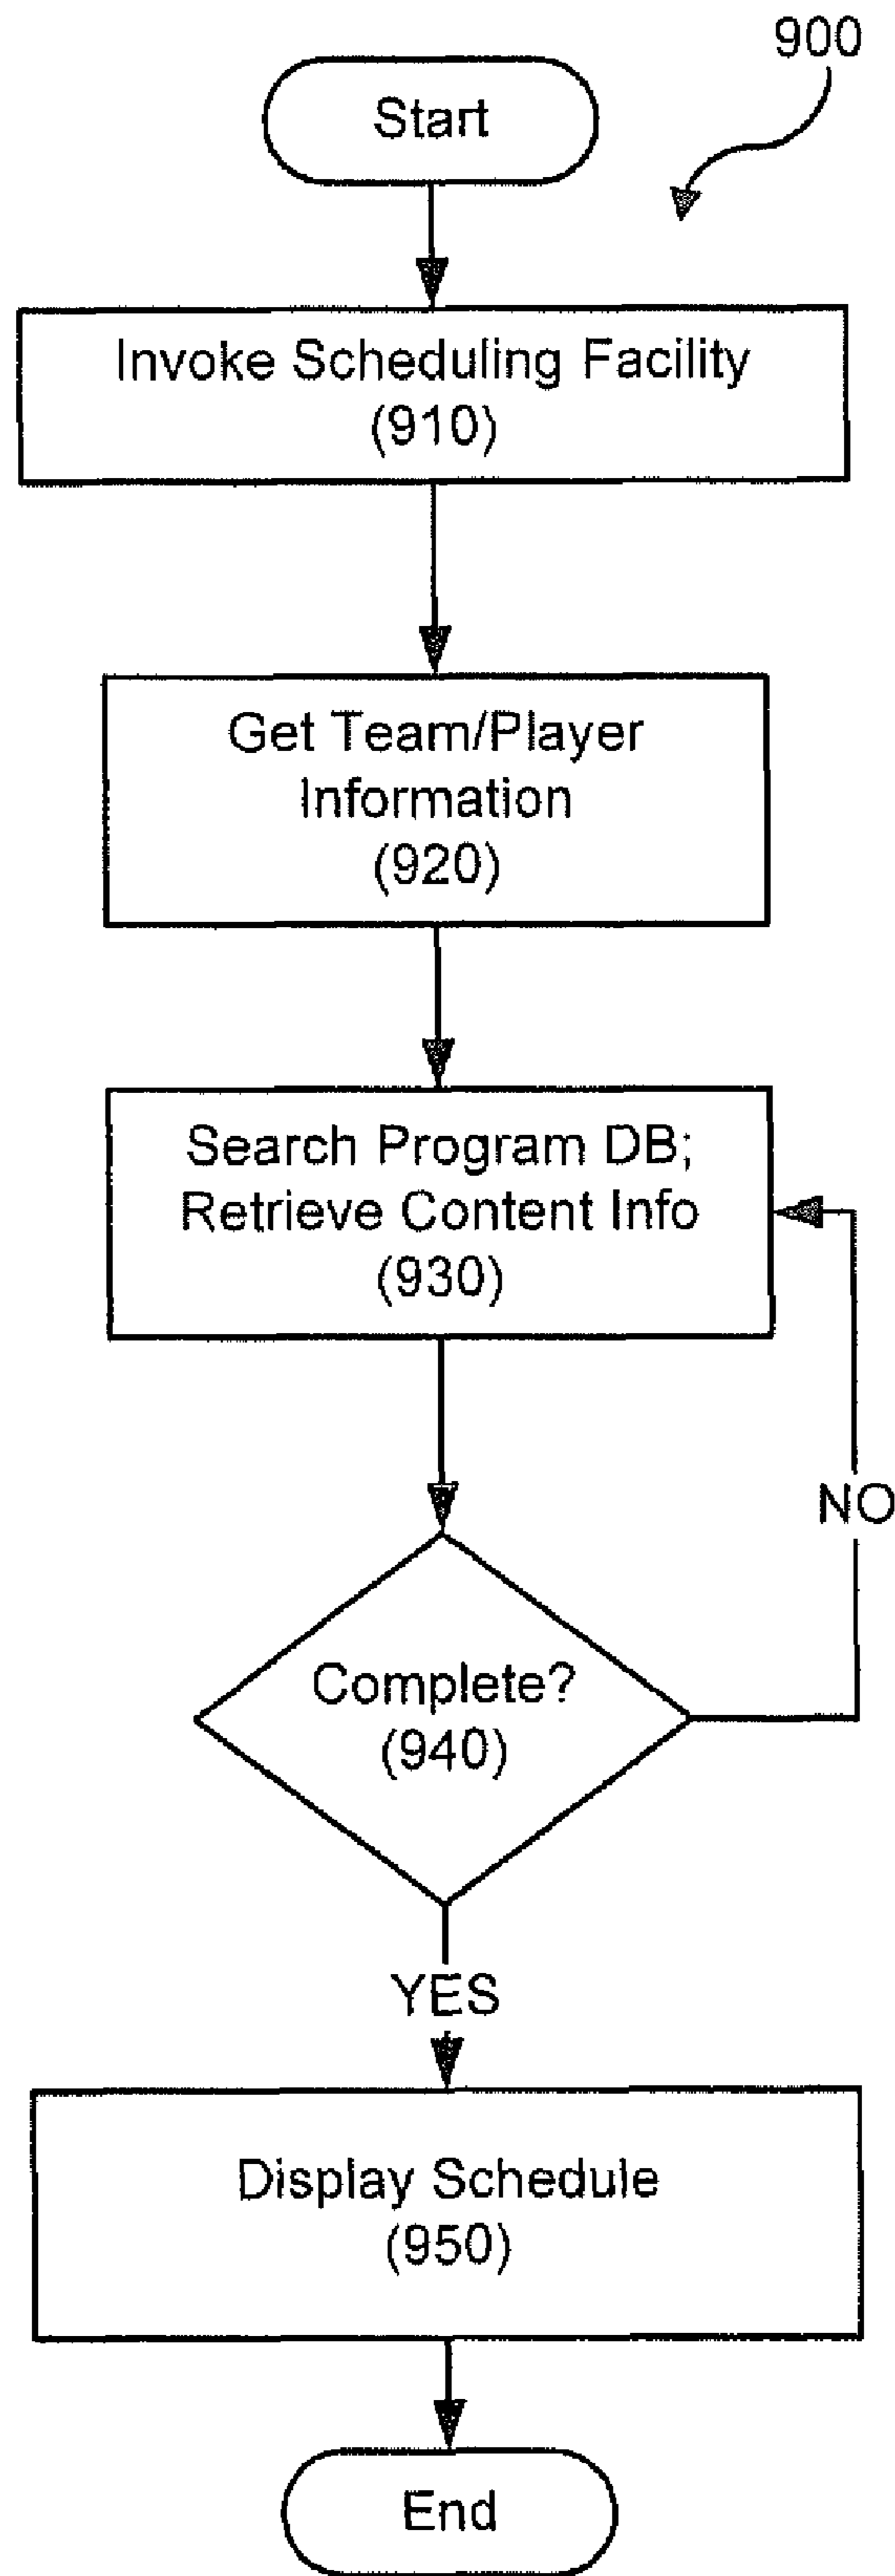 900
Start
Invoke Scheduling Facility
(910)
Get Team/Player
Information
(920)
Search Program DB;
Retrieve Content Info
(930)
NO
Complete?
(940)
YES
Display Schedule
(950)
End